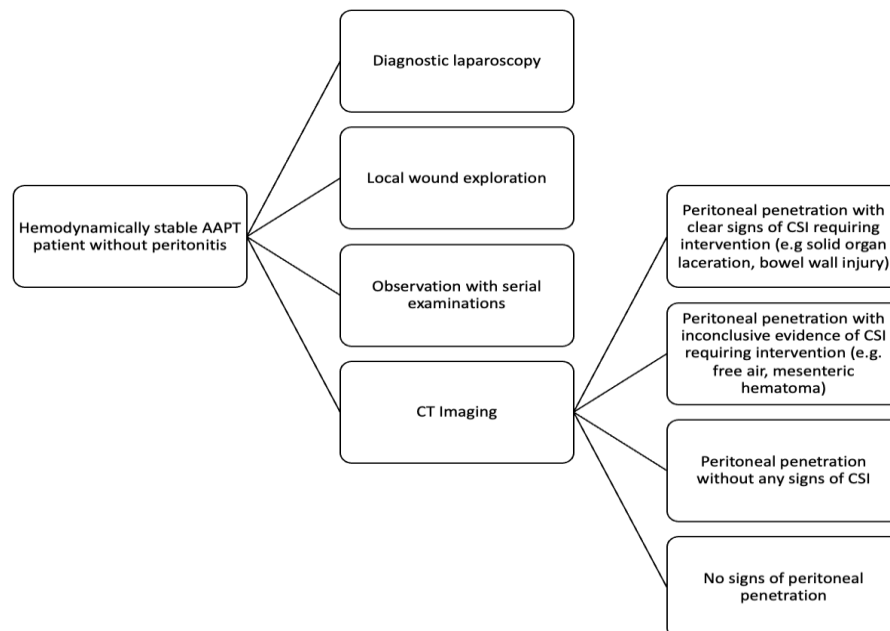 Diagnostic laparoscopy
Local wound exploration
Hemodynamically stable AAPT
patient without peritonitis
Observation with serial
examinations
CT Imaging
Peritoneal penetration with
clear signs of CSI requiring
intervention (e.g solid organ
laceration, bowel wall injury)
Peritoneal penetration with
inconclusive evidence of CSI
requiring intervention (e.g.
free air, mesenteric
hematoma)
Peritoneal penetration
without any signs of CSI
No signs of peritoneal
penetration